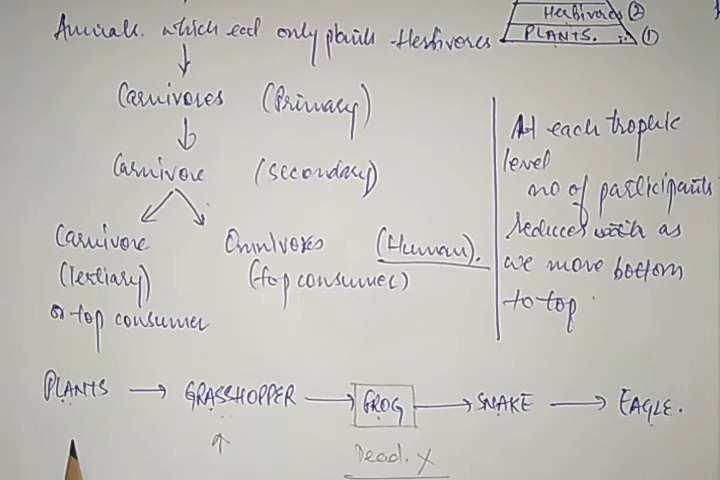 Herbivores ②
PLANTS. ①
Animals which eat only plants - Herbivores
Carnivores (Primary)
Carnivore (Secondary)
Carnivore (Tertiary) or top consumer
Omnivores (top consumer) (Human).
At each trophic
level
no of participants
reduces as
we move bottom
to top.
PLANTS → GRASSHOPPER → FROG → SNAKE → EAGLE.
Dead. X